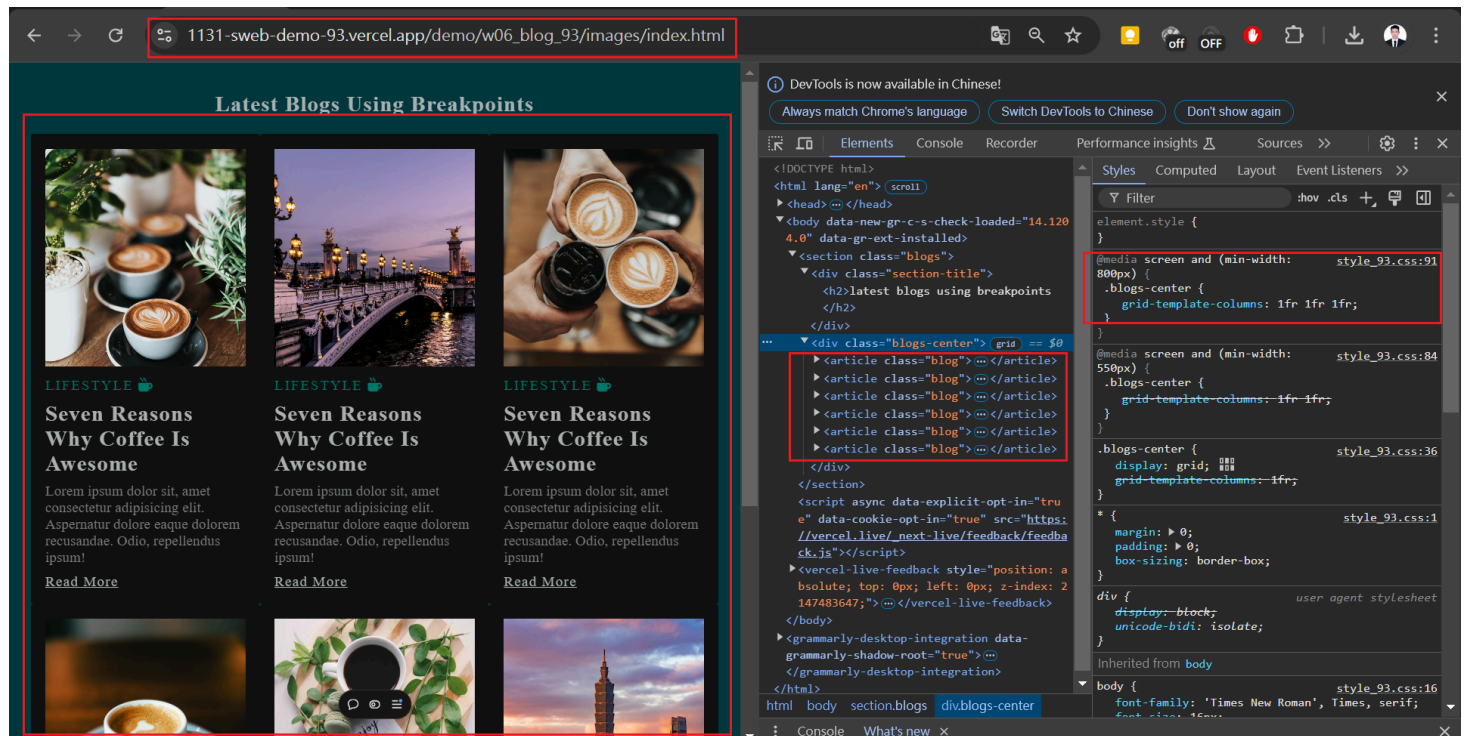 1131-sweb-demo-93.vercel.app/demo/w06_blog_93/images/index.html
off
OFF
Latest Blogs Using Breakpoints
LIFESTYLE
Seven Reasons
Why Coffee Is
Awesome
Lorem ipsum dolor sit, amet
consectetur adipisicing elit.
Aspernatur dolore eaque dolorem
recusandae. Odio, repellendus
ipsum!
Read More
LIFESTYLE
Seven Reasons
Why Coffee Is
Awesome
Lorem ipsum dolor sit, amet
consectetur adipisicing elit.
Aspernatur dolore eaque dolorem
recusandae. Odio, repellendus
ipsum!
Read More
LIFESTYLE
Seven Reasons
Why Coffee Is
Awesome
Lorem ipsum dolor sit, amet
consectetur adipisicing elit.
Aspernatur dolore eaque dolorem
recusandae. Odio, repellendus
ipsum!
Read More
DevTools is now available in Chinese!
Always match Chrome's language
Switch DevTools to Chinese
Don't show again
Elements Console Recorder Performance insights Sources >>
<!DOCTYPE html>
<html lang="en"> scroll
<head> </head>
<body data-new-gr-c-s-check-loaded="14.120
4.0" data-gr-ext-installed>
<section class="blogs">
<div class="section-title">
<h2>latest blogs using breakpoints
</h2>
</div>
<div class="blogs-center"> grid == $0
<article class="blog"> </article>
<article class="blog"> </article>
<article class="blog"> </article>
<article class="blog"> </article>
<article class="blog"> </article>
<article class="blog"> </article>
</div>
</section>
<script async data-explicit-opt-in="tru
e" data-cookie-opt-in="true" src="https:
//vercel.live/_next-live/feedback/feedba
ck.js"></script>
<vercel-live-feedback style="position: a
bsolute; top: 0px; left: 0px; z-index: 2
147483647;"> </vercel-live-feedback>
</body>
<grammarly-desktop-integration data-
grammarly-shadow-root="true">
</grammarly-desktop-integration>
</html>
html body section.blogs div.blogs-center
Styles Computed Layout Event Listeners >>
Filter :hov .cls
element.style {
}
@media screen and (min-width: style_93.css:91
800px) {
.blogs-center {
grid-template-columns: 1fr 1fr 1fr;
}
}
@media screen and (min-width: style_93.css:84
550px) {
.blogs-center {
grid-template-columns: 1fr 1fr;
}
}
.blogs-center { style_93.css:36
display: grid;
grid-template-columns: 1fr;
}
* { style_93.css:1
margin: 0;
padding: 0;
box-sizing: border-box;
}
div { user agent stylesheet
display: block;
unicode-bidi: isolate;
}
Inherited from body
body { style_93.css:16
font-family: 'Times New Roman', Times, serif;
font-size: 16px;
Console What's new